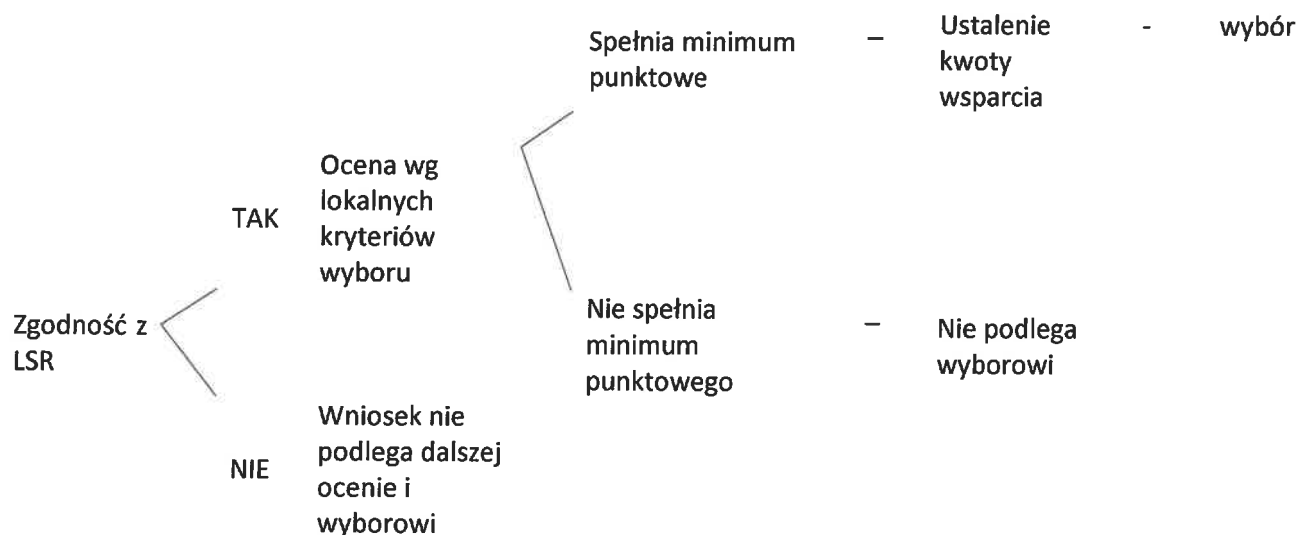 Spełnia minimum
punktowe
–
Ustalenie
kwoty
wsparcia
-
wybór
TAK
Ocena wg
lokalnych
kryteriów
wyboru
Zgodność z
LSR
Nie spełnia
minimum
punktowego
–
Nie podlega
wyborowi
NIE
Wniosek nie
podlega dalszej
ocenie i
wyborowi